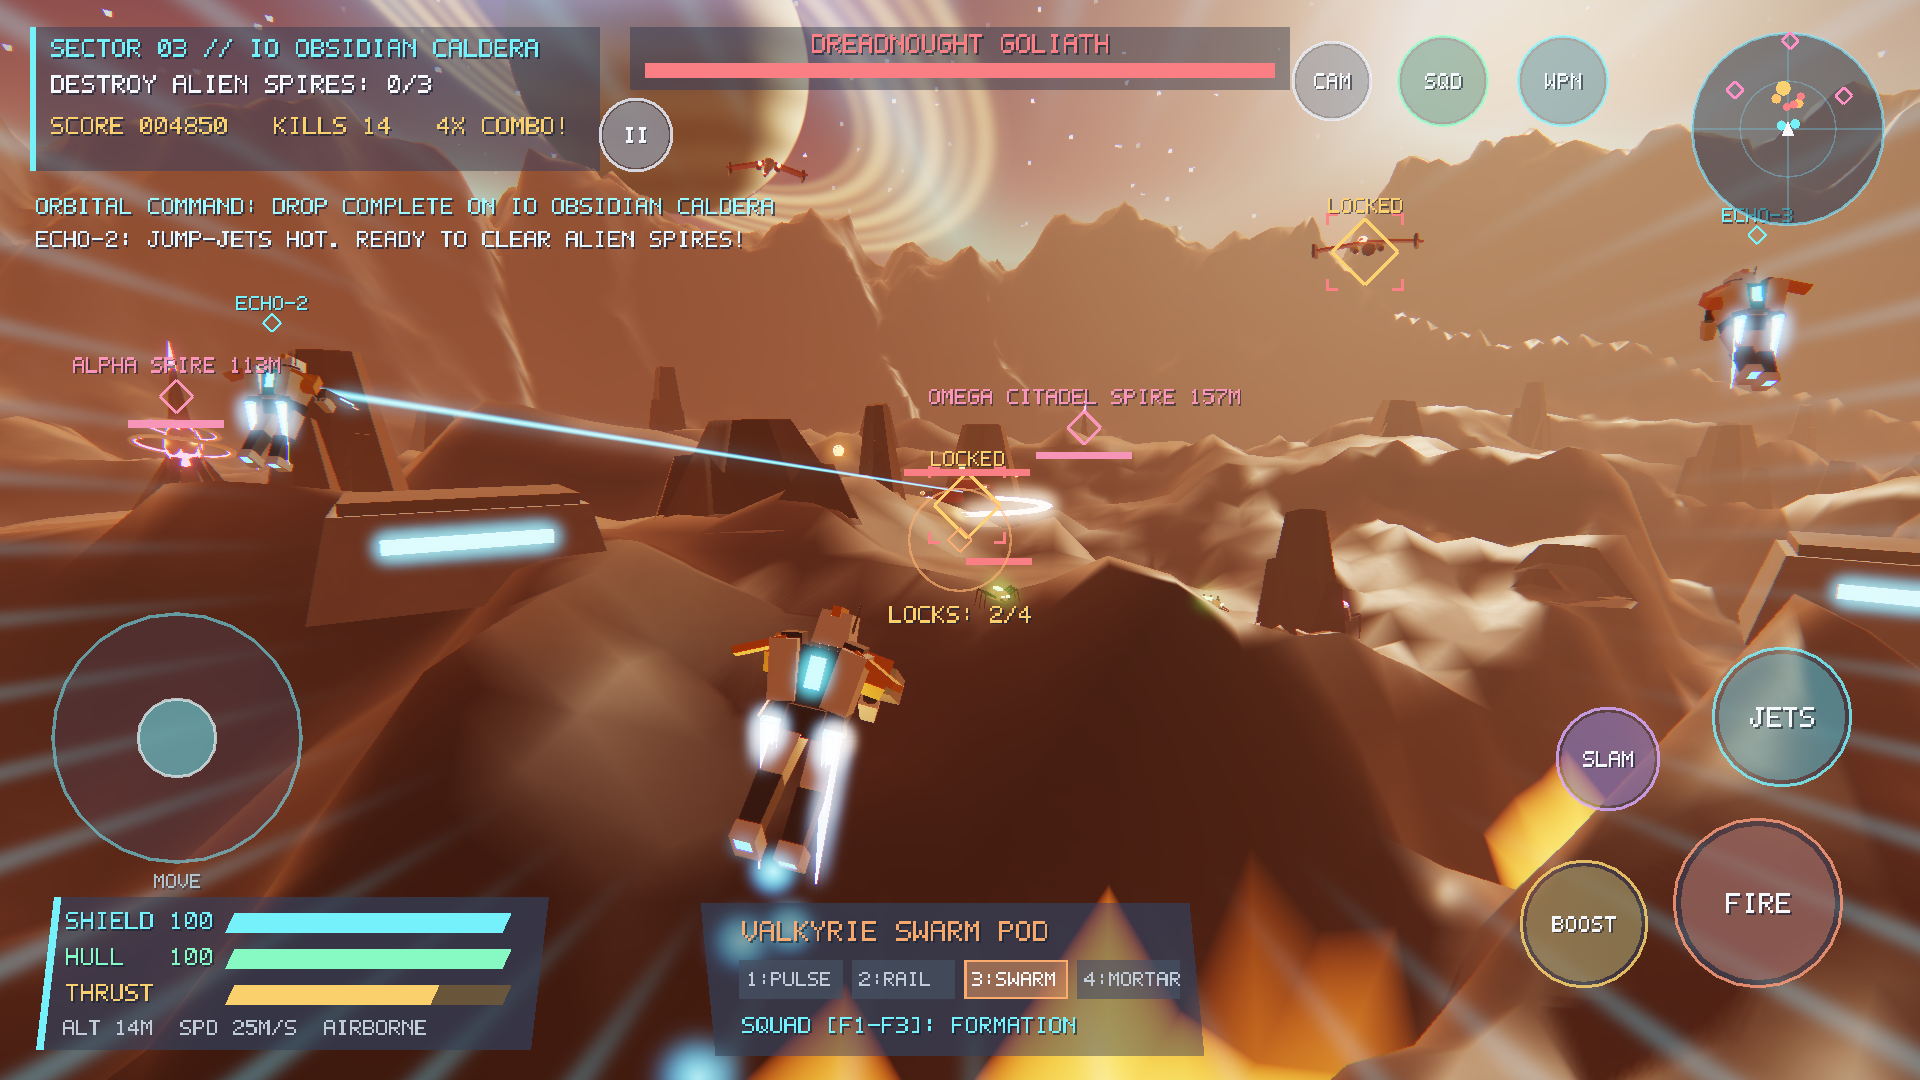 SECTOR 03 // IO OBSIDIAN CALDERA
DESTROY ALIEN SPIRES: 0/3
SCORE 004850 KILLS 14 4X COMBO!
II
DREADNOUGHT GOLIATH
CAM
SQD
WPN
ORBITAL COMMAND: DROP COMPLETE ON IO OBSIDIAN CALDERA
ECHO-2: JUMP-JETS HOT. READY TO CLEAR ALIEN SPIRES!
LOCKED
ECHO-3
ECHO-2
ALPHA SPIRE 113M
OMEGA CITADEL SPIRE 157M
LOCKED
LOCKS: 2/4
JETS
SLAM
FIRE
BOOST
MOVE
SHIELD 100
HULL 100
THRUST
ALT 14M SPD 25M/S AIRBORNE
VALKYRIE SWARM POD
1:PULSE 2:RAIL 3:SWARM 4:MORTAR
SQUAD [F1-F3]: FORMATION